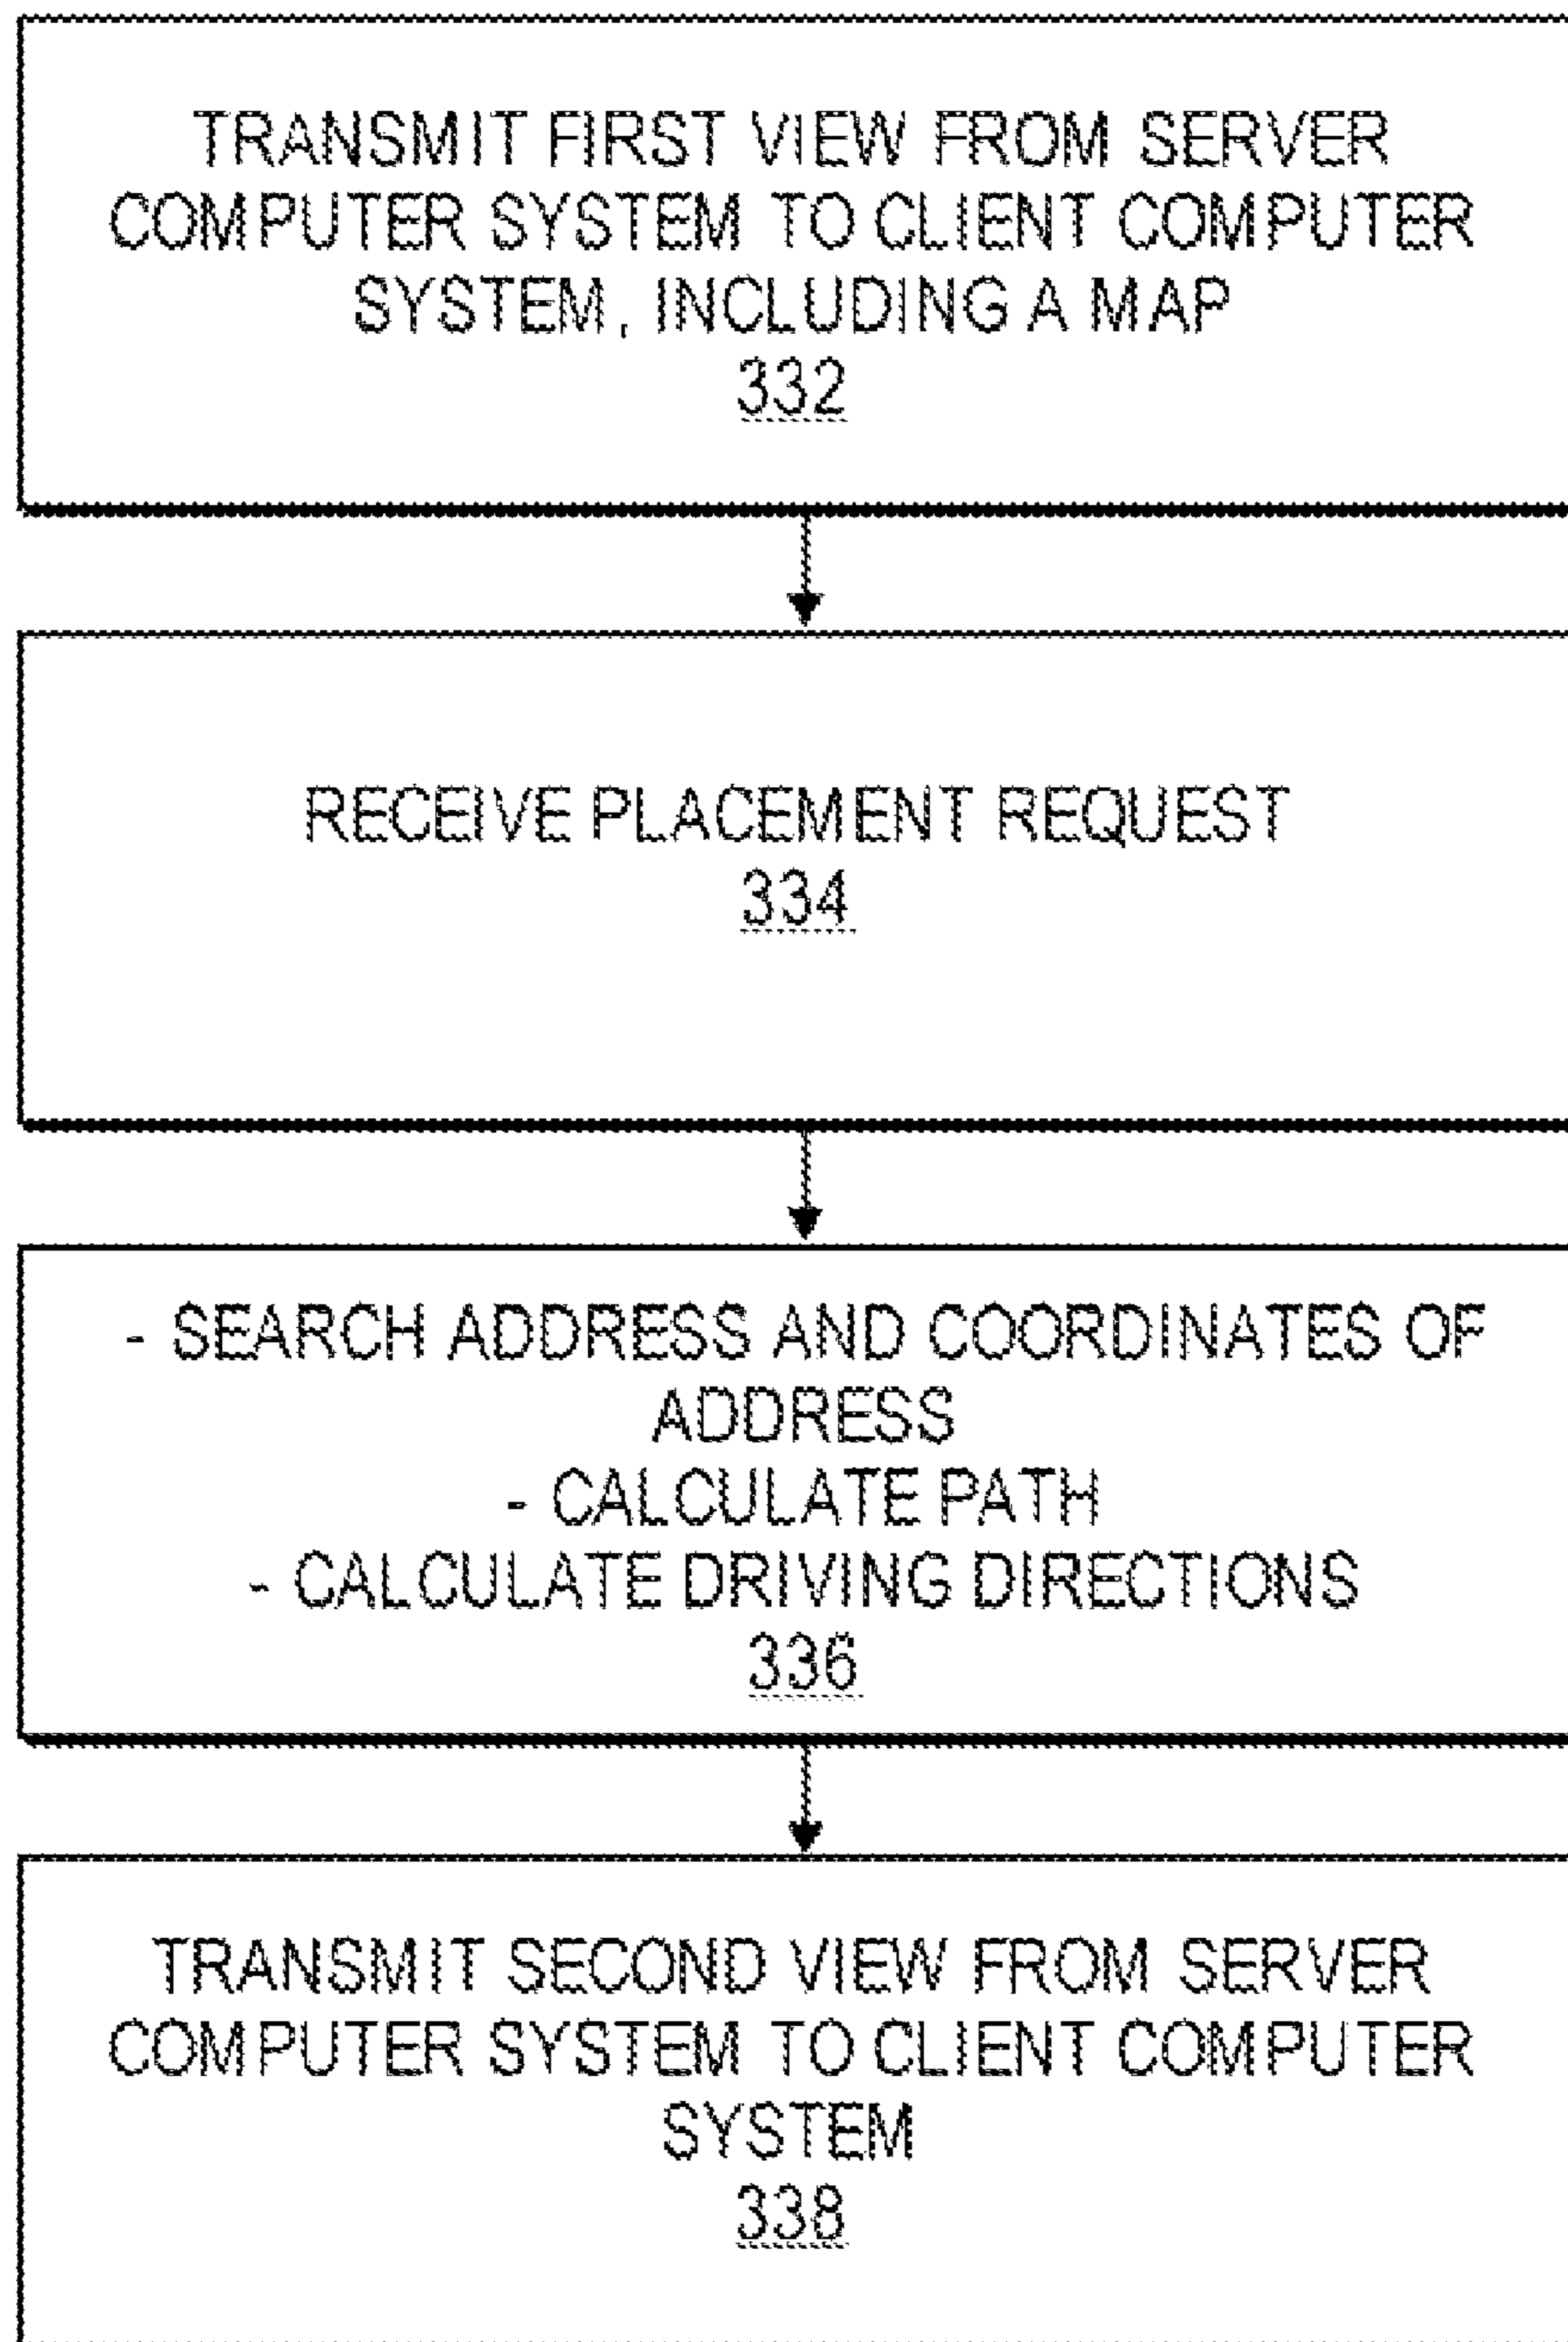 TRANSMIT FIRST VIEW FROM SERVER
COMPUTER SYSTEM TO CLIENT COMPUTER
SYSTEM, INCLUDING A MAP
332
RECEIVE PLACEMENT REQUEST
334
- SEARCH ADDRESS AND COORDINATES OF
ADDRESS
- CALCULATE PATH
- CALCULATE DRIVING DIRECTIONS
336
TRANSMIT SECOND VIEW FROM SERVER
COMPUTER SYSTEM TO CLIENT COMPUTER
SYSTEM
338